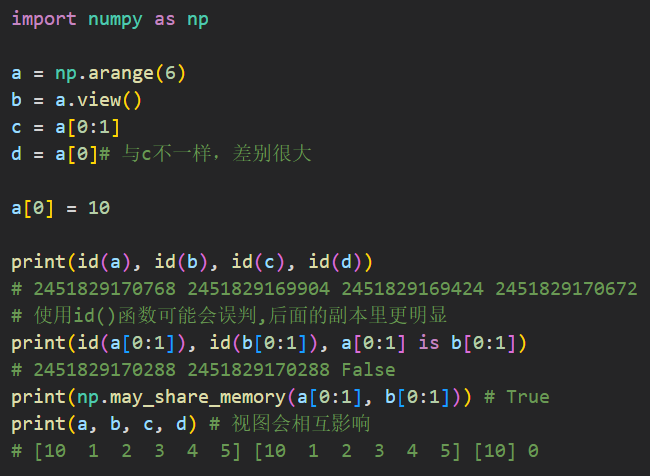 import numpy as np
a = np.arange(6)
b = a.view()
c = a[0:1]
d = a[0]# 与c不一样，差别很大
a[0] = 10
print(id(a), id(b), id(c), id(d))
# 2451829170768 2451829169904 2451829169424 2451829170672
# 使用id()函数可能会误判,后面的副本里更明显
print(id(a[0:1]), id(b[0:1]), a[0:1] is b[0:1])
# 2451829170288 2451829170288 False
print(np.may_share_memory(a[0:1], b[0:1])) # True
print(a, b, c, d) # 视图会相互影响
# [10  1  2  3  4  5] [10  1  2  3  4  5] [10] 0